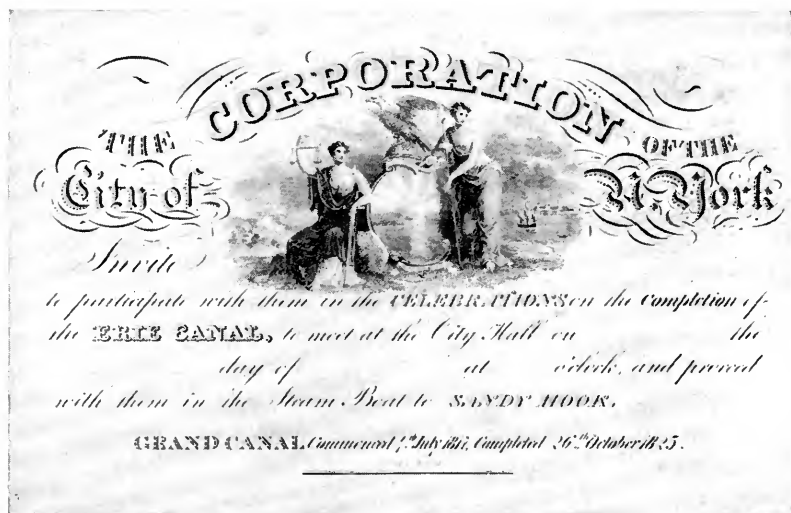 THE CORPORATION OF THE
City of N. York
Invite
to participate with them in the CELEBRATIONS on the Completion of
the ERIE CANAL, to meet at the City Hall on the
day of at o'clock, and proceed
with them in the Steam Boat to SANDY HOOK.
GRAND CANAL Commenced 4th July 1817, Completed 26th October 1825.